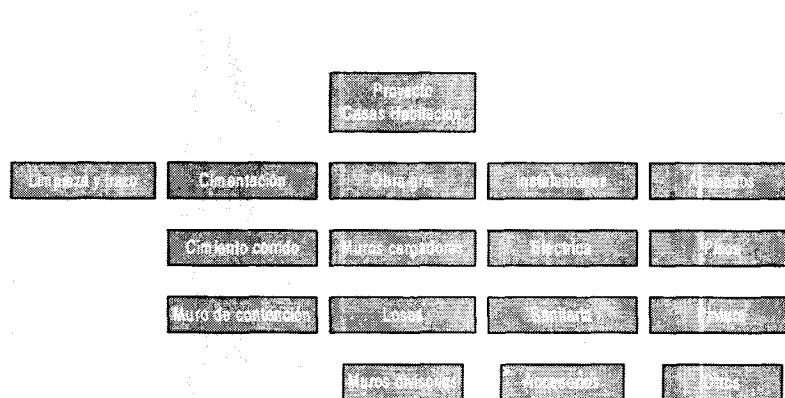 Proyecto
Casas Habitación
Limpieza y trazo
Cimentación
Obra gris
Instalaciones
Acabados
Cimiento corrido
Muros cargadores
Eléctrica
Pisos
Muro de contención
Losas
Sanitaria
Pintura
Muros divisorios
Accesorios
Otros